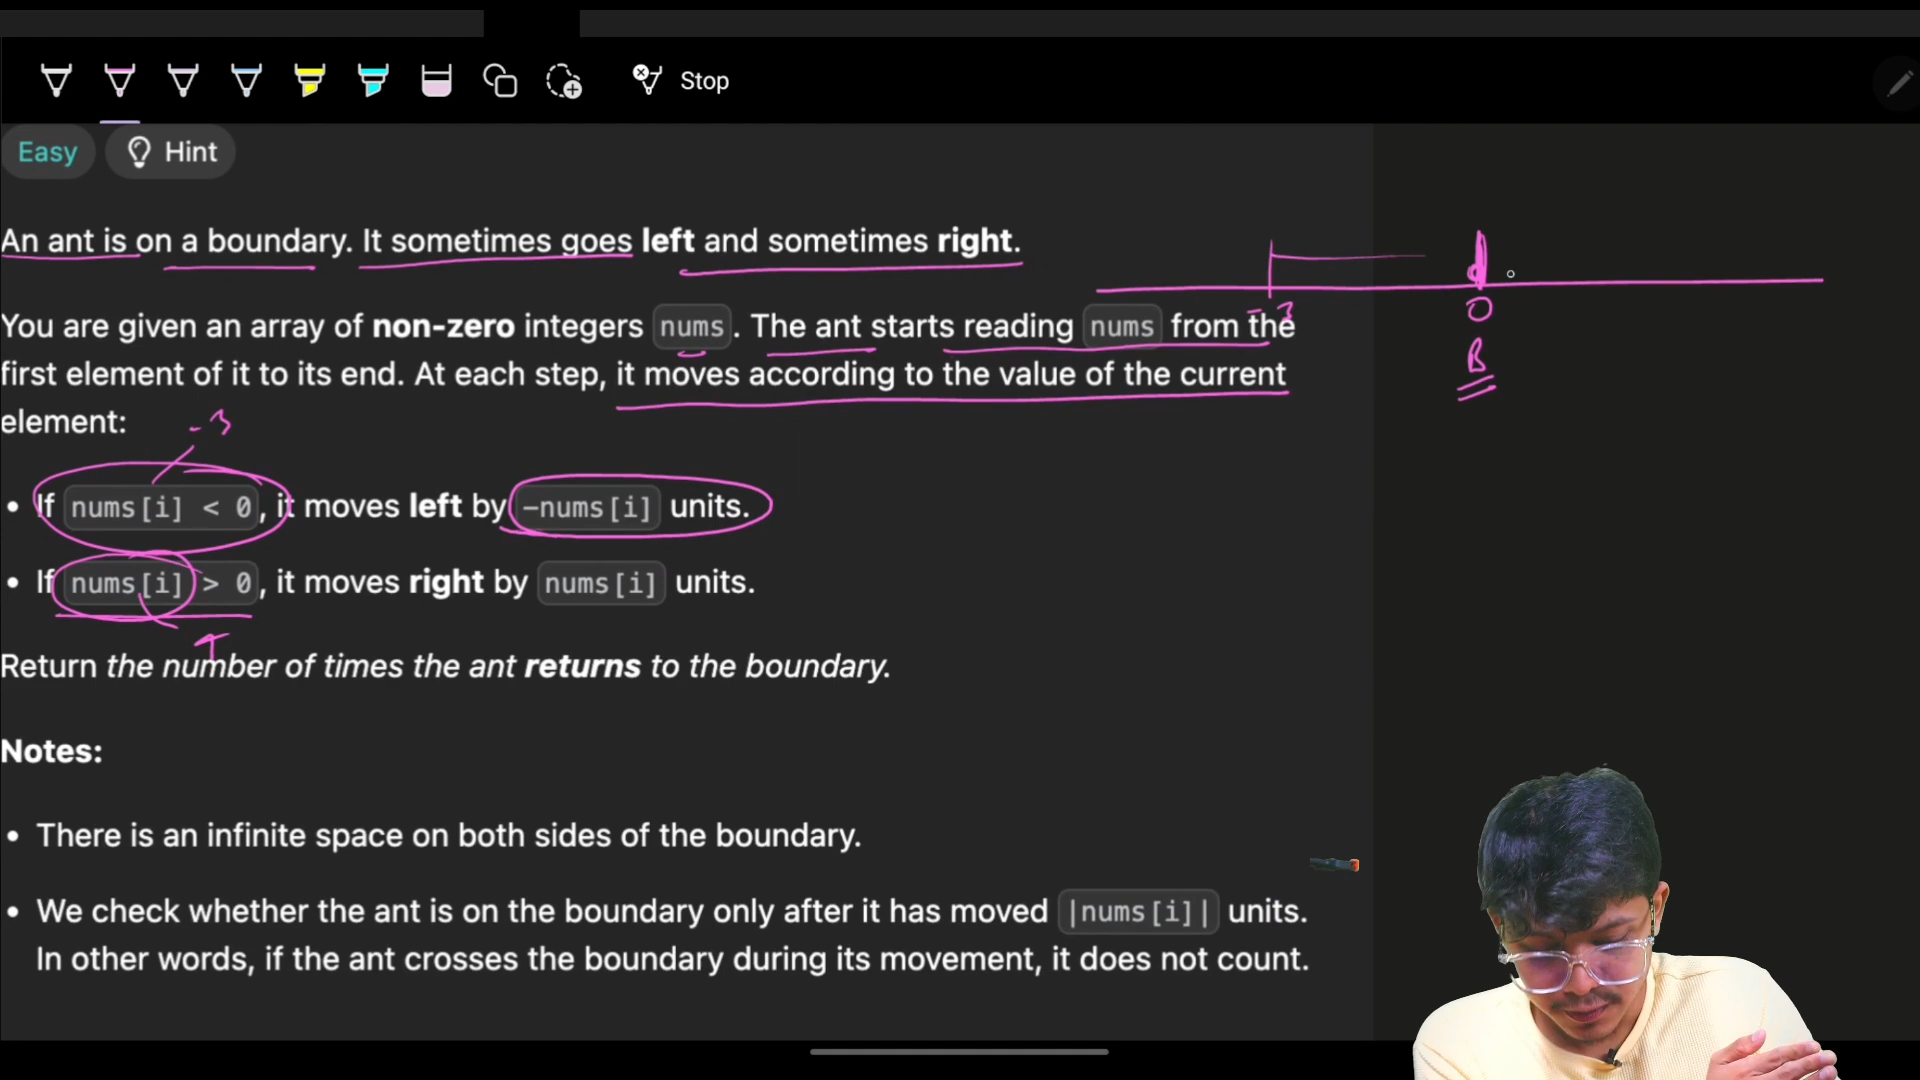 Stop
Easy Hint
An ant is on a boundary. It sometimes goes left and sometimes right.
You are given an array of non-zero integers nums. The ant starts reading nums from the
first element of it to its end. At each step, it moves according to the value of the current
element:
-3
• If nums[i] < 0, it moves left by -nums[i] units.
• If nums[i] > 0, it moves right by nums[i] units.
Return the number of times the ant returns to the boundary.
Notes:
• There is an infinite space on both sides of the boundary.
• We check whether the ant is on the boundary only after it has moved |nums[i]| units.
In other words, if the ant crosses the boundary during its movement, it does not count.
-3
0
B